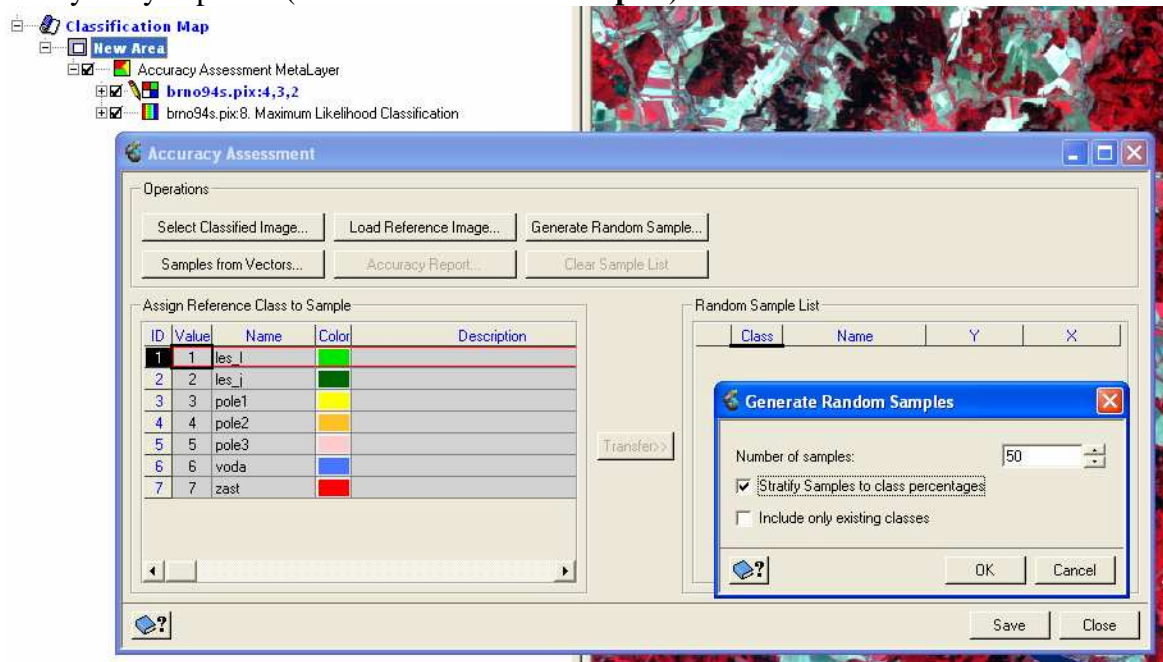 Classification Map
New Area
Accuracy Assessment MetaLayer
brno94s.pix:4,3,2
brno94s.pix:8. Maximum Likelihood Classification
Accuracy Assessment
Operations
Select Classified Image... Load Reference Image... Generate Random Sample...
Samples from Vectors... Accuracy Report... Clear Sample List
Assign Reference Class to Sample
ID Value Name Color Description
1 1 les_l
2 2 les_j
3 3 pole1
4 4 pole2
5 5 pole3
6 6 voda
7 7 zast
Transfer>>
Random Sample List
Class Name Y X
Generate Random Samples
Number of samples: 50
Stratify Samples to class percentages
Include only existing classes
? OK Cancel
? Save Close